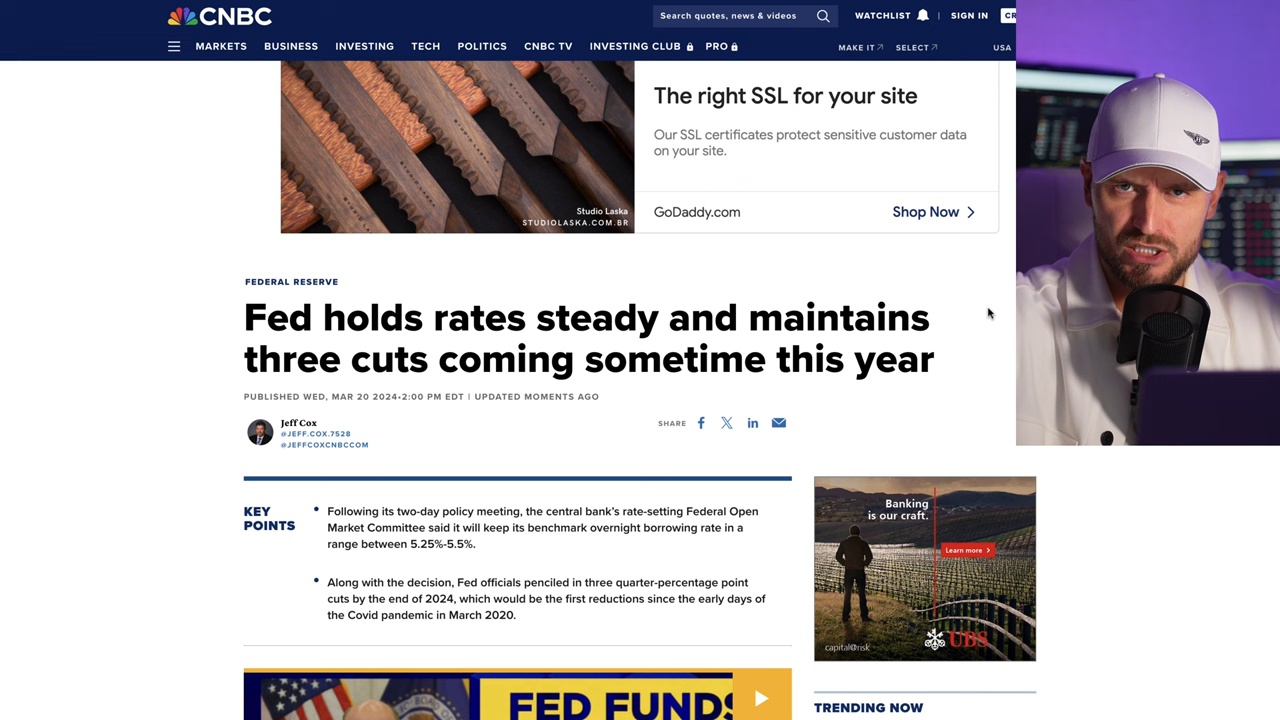 CNBC
Search quotes, news & videos
WATCHLIST
SIGN IN
CR
MARKETS
BUSINESS
INVESTING
TECH
POLITICS
CNBC TV
INVESTING CLUB
PRO
MAKE IT
SELECT
USA
Studio Laska
STUDIOLASKA.COM.BR
The right SSL for your site
Our SSL certificates protect sensitive customer data
on your site.
GoDaddy.com
Shop Now
FEDERAL RESERVE
Fed holds rates steady and maintains
three cuts coming sometime this year
PUBLISHED WED, MAR 20 2024•2:00 PM EDT | UPDATED MOMENTS AGO
Jeff Cox
@JEFF.COX.7528
@JEFFCOXCNBCCOM
SHARE
KEY
POINTS
• Following its two-day policy meeting, the central bank's rate-setting Federal Open
Market Committee said it will keep its benchmark overnight borrowing rate in a
range between 5.25%-5.5%.
• Along with the decision, Fed officials penciled in three quarter-percentage point
cuts by the end of 2024, which would be the first reductions since the early days of
the Covid pandemic in March 2020.
Banking
is our craft.
Learn more
capital@risk
UBS
FED FUNDS
TRENDING NOW